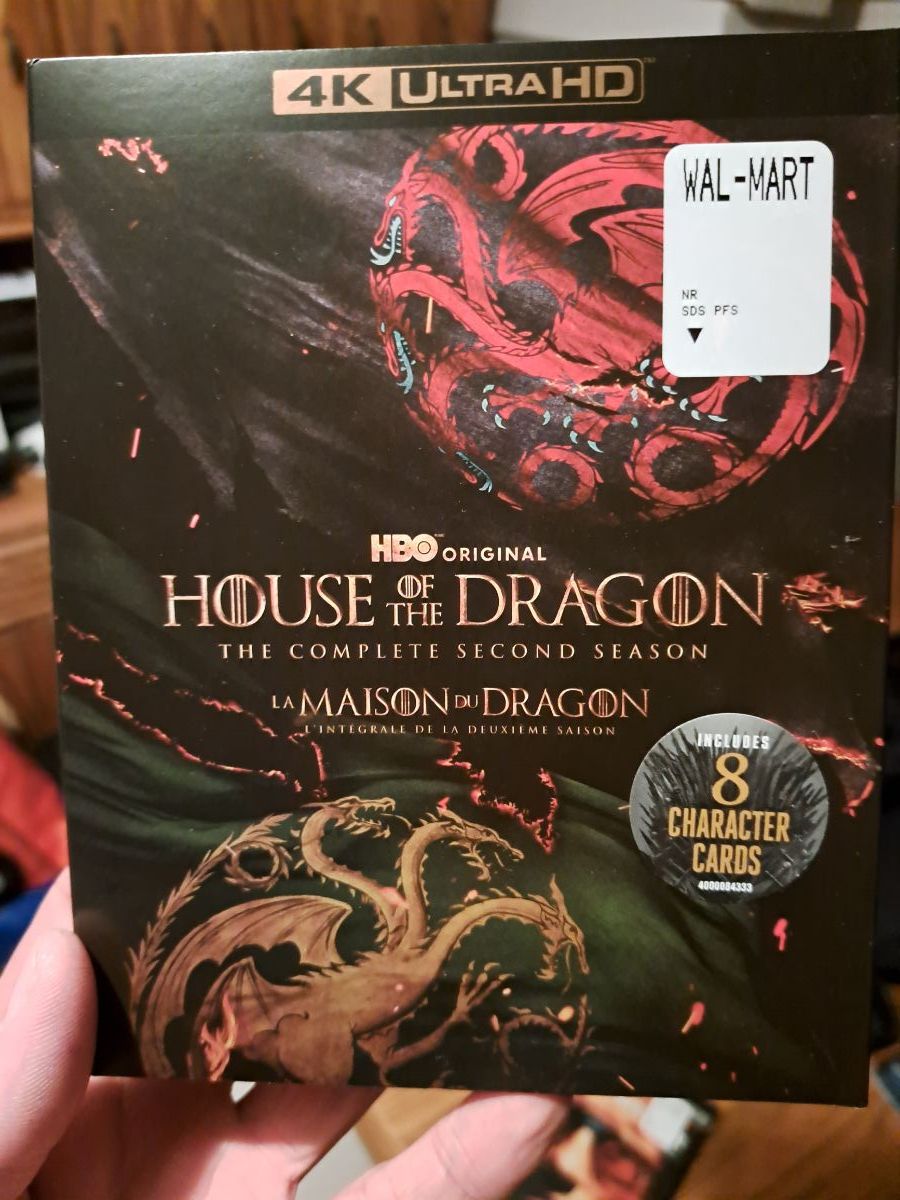 4K ULTRA HD
WAL-MART
NR
SDS PFS
HBO ORIGINAL
HOUSE OF THE DRAGON
THE COMPLETE SECOND SEASON
LA MAISON DU DRAGON
L'INTÉGRALE DE LA DEUXIÈME SAISON
INCLUDES
8
CHARACTER
CARDS
4000084333